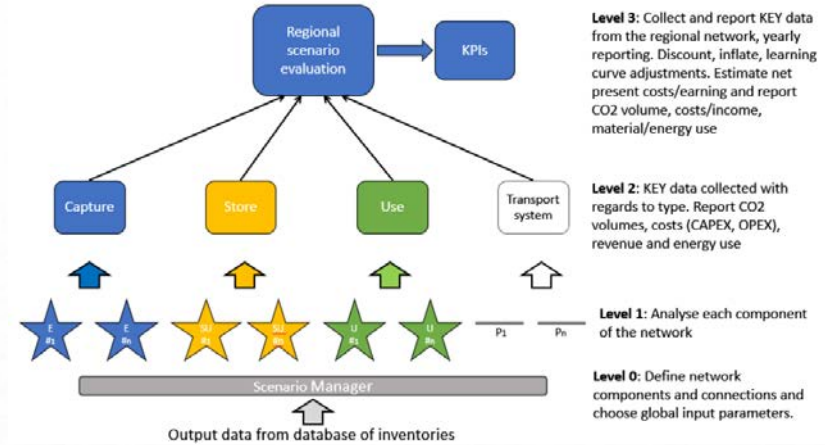 Regional
scenario
evaluation
KPIs
Level 3: Collect and report KEY data
from the regional network, yearly
reporting. Discount, inflate, learning
curve adjustments. Estimate net
present costs/earning and report
CO2 volume, costs/income,
material/energy use
Capture
Store
Use
Transport
system
Level 2: KEY data collected with
regards to type. Report CO2
volumes, costs (CAPEX, OPEX),
revenue and energy use
E
#1
E
#n
SU
#1
SU
#n
U
#1
U
#n
P1
Pn
Level 1: Analyse each component
of the network
Scenario Manager
Level 0: Define network
components and connections and
choose global input parameters.
Output data from database of inventories